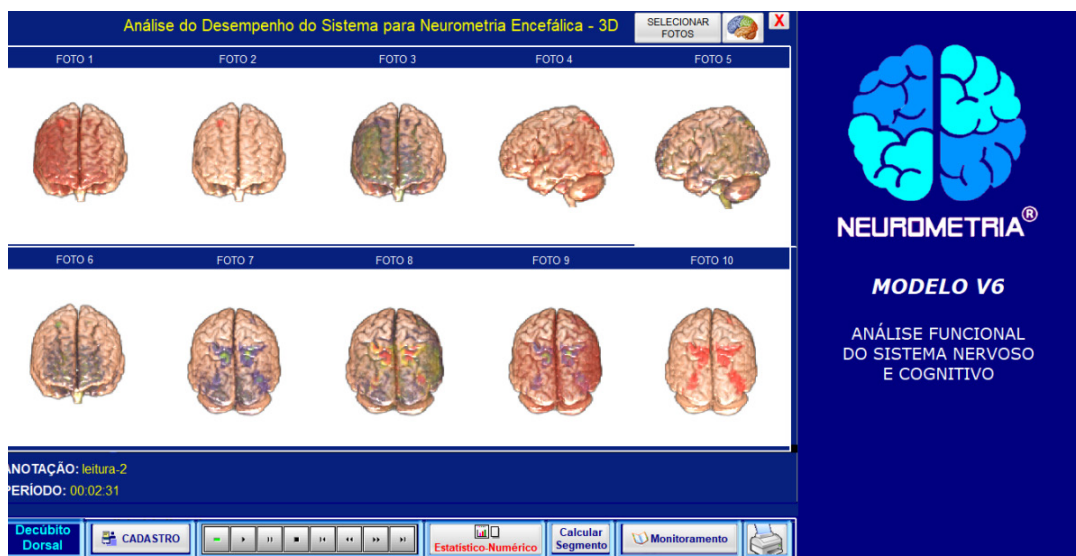 Análise do Desempenho do Sistema para Neurometria Encefálica - 3D
SELECIONAR
FOTOS
X
FOTO 1
FOTO 2
FOTO 3
FOTO 4
FOTO 5
FOTO 6
FOTO 7
FOTO 8
FOTO 9
FOTO 10
ANOTAÇÃO: leitura-2
PERÍODO: 00:02:31
Decúbito
Dorsal
CADASTRO
Estatístico-Numérico
Calcular
Segmento
Monitoramento
NEUROMETRIA®
MODELO V6
ANÁLISE FUNCIONAL
DO SISTEMA NERVOSO
E COGNITIVO